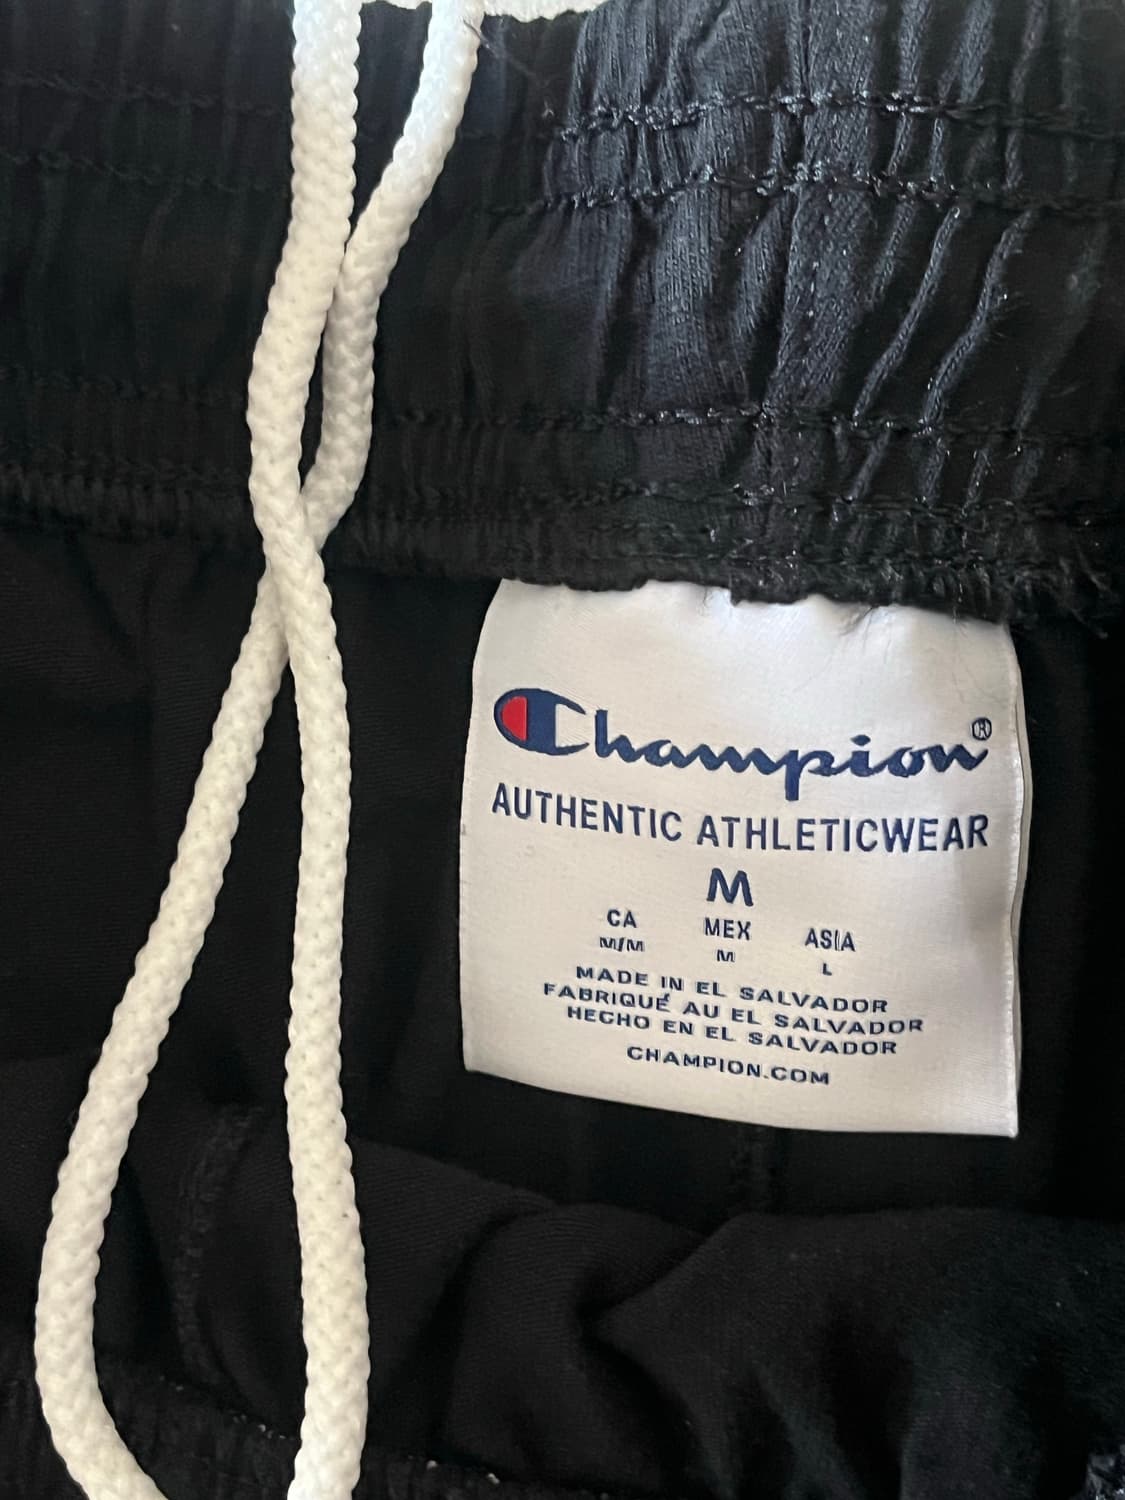 Champion®
AUTHENTIC ATHLETICWEAR
M
CA MEX ASIA
M/M M L
MADE IN EL SALVADOR
FABRIQUÉ AU EL SALVADOR
HECHO EN EL SALVADOR
CHAMPION.COM